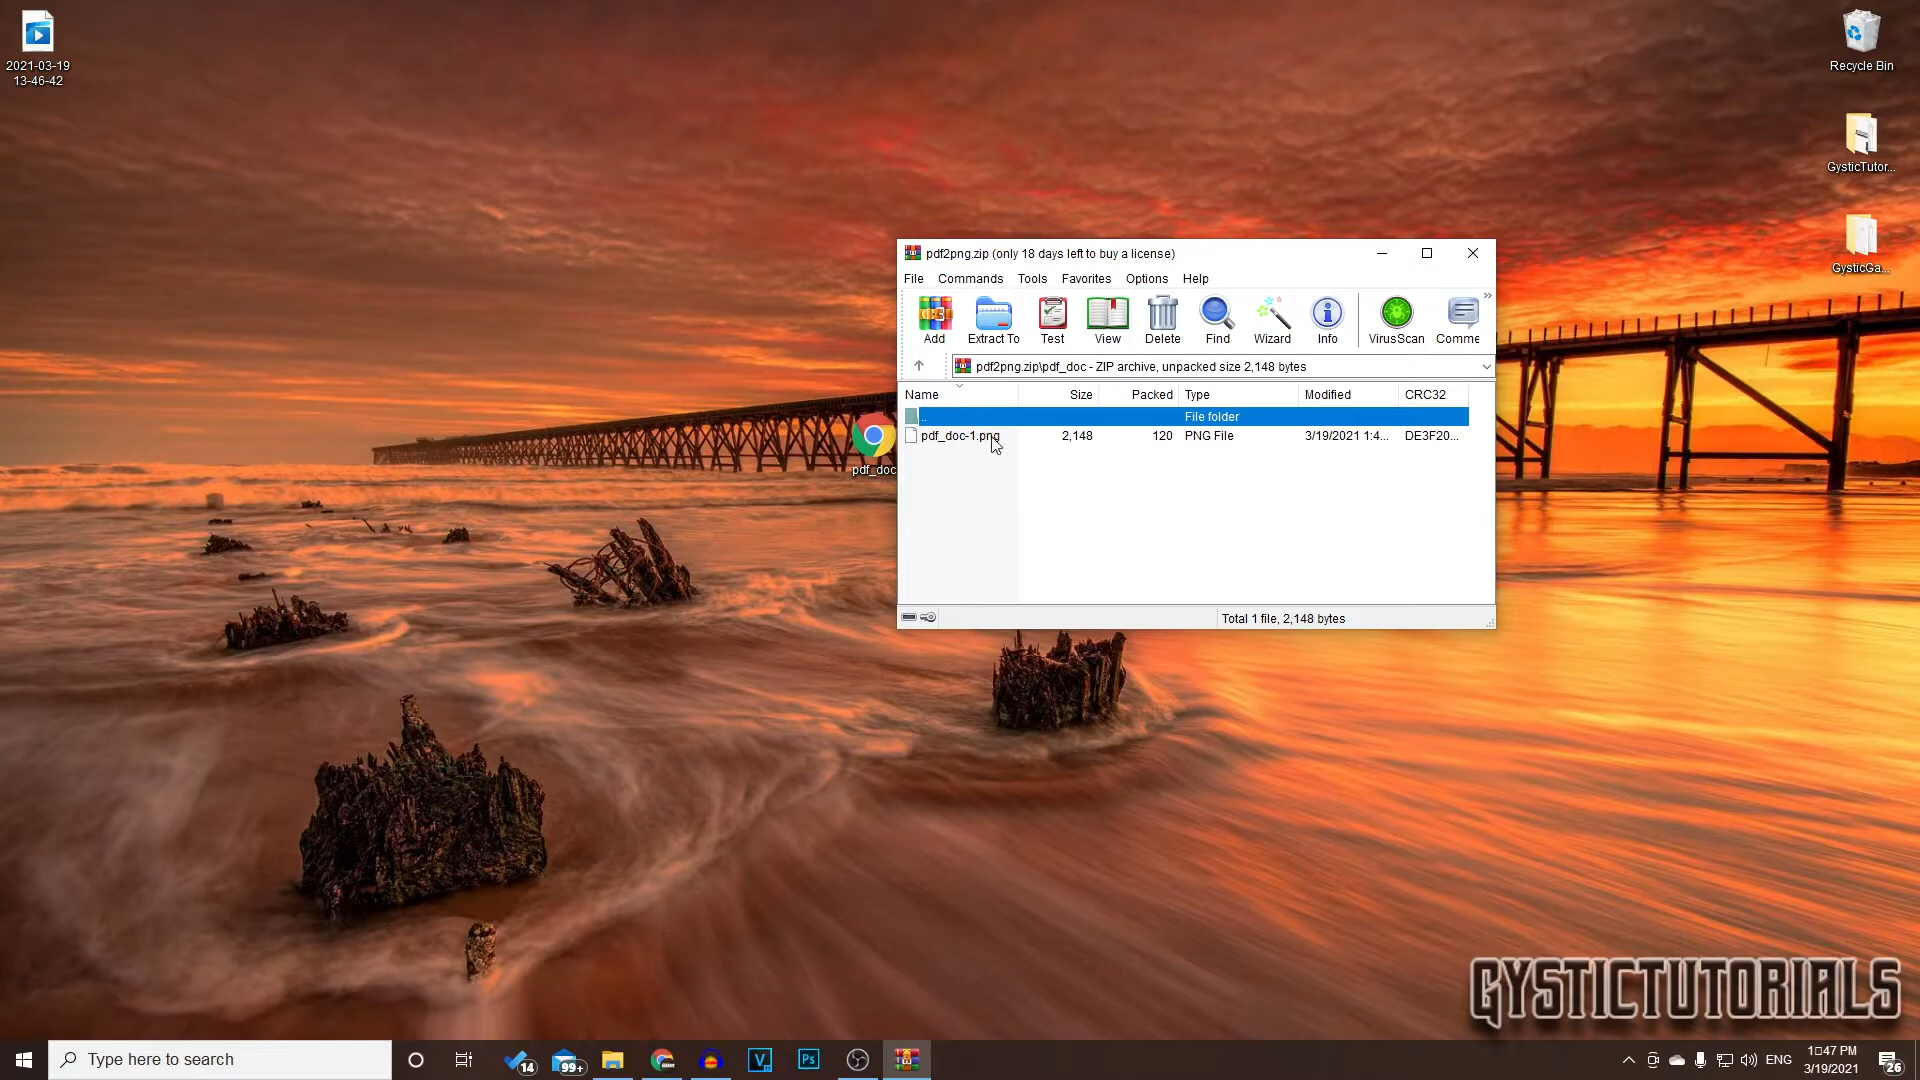 2021-03-19
13-46-42
Recycle Bin
GysticTutor...
GysticGa...
pdf_doc
pdf2png.zip (only 18 days left to buy a license)
File Commands Tools Favorites Options Help
Add Extract To Test View Delete Find Wizard Info VirusScan Comme
pdf2png.zip\pdf_doc - ZIP archive, unpacked size 2,148 bytes
Name Size Packed Type Modified CRC32
.. File folder
pdf_doc-1.png 2,148 120 PNG File 3/19/2021 1:4... DE3F20...
Total 1 file, 2,148 bytes
GYSTICTUTORIALS
Type here to search
14
99+
V
Ps
ENG
1□47 PM
3/19/2021
26